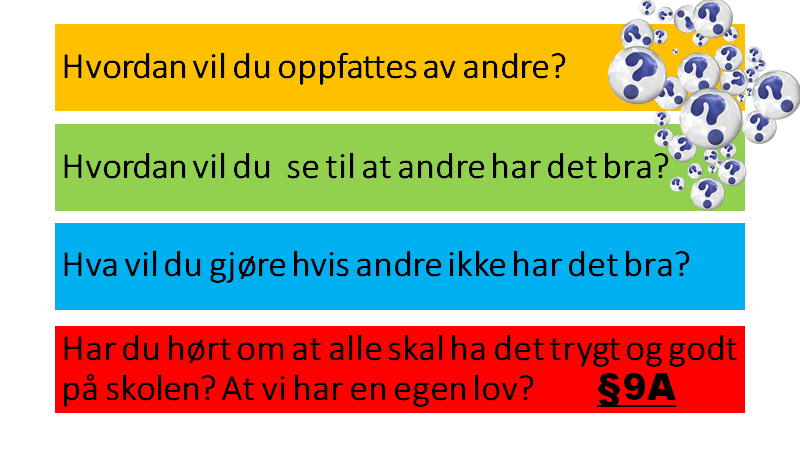 Hvordan vil du oppfattes av andre?
Hvordan vil du  se til at andre har det bra?
Hva vil du gjøre hvis andre ikke har det bra?
Har du hørt om at alle skal ha det trygt og godt
på skolen? At vi har en egen lov? §9A